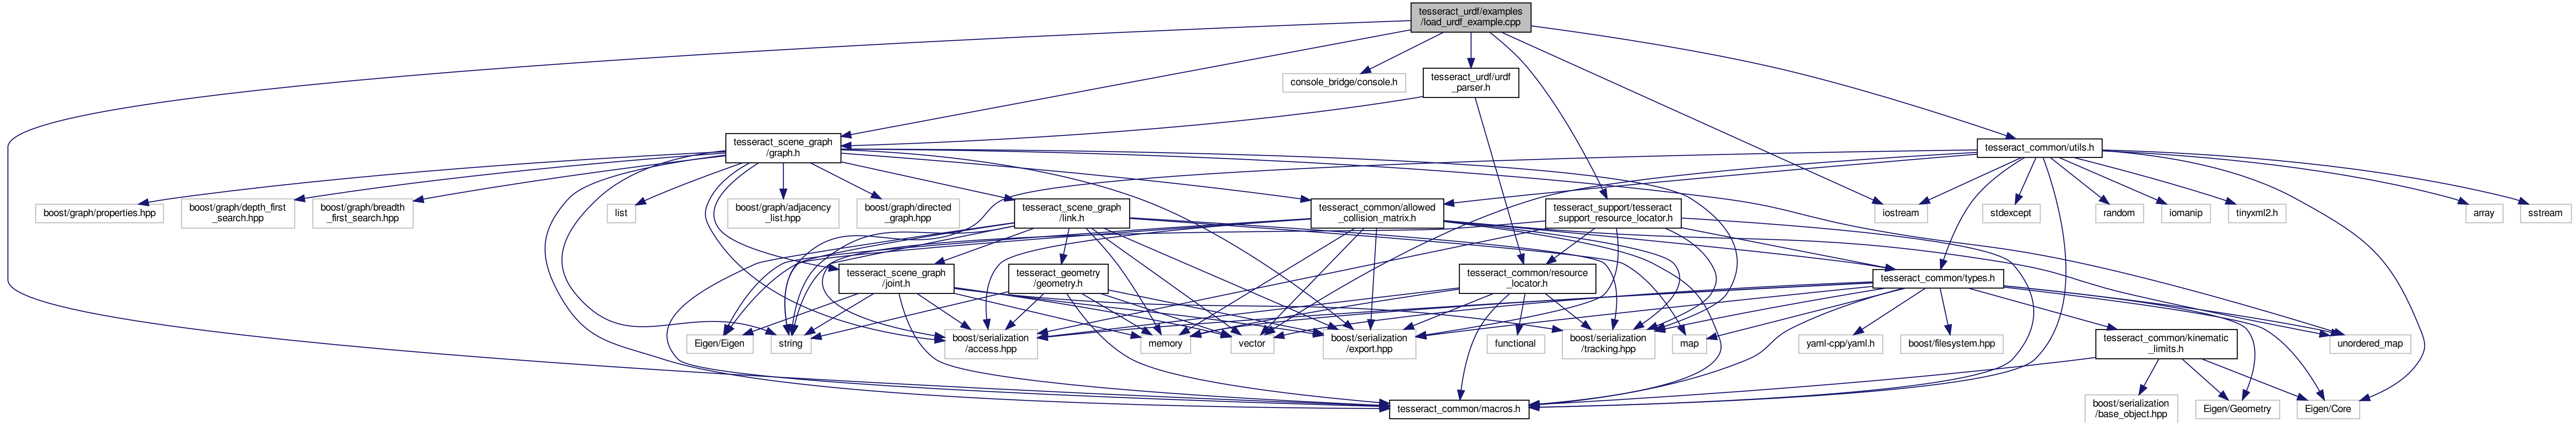 tesseract_urdf/examples
/load_urdf_example.cpp
console_bridge/console.h
tesseract_urdf/urdf
_parser.h
tesseract_scene_graph
/graph.h
tesseract_common/utils.h
boost/graph/properties.hpp
boost/graph/depth_first
_search.hpp
boost/graph/breadth
_first_search.hpp
list
boost/graph/adjacency
_list.hpp
boost/graph/directed
_graph.hpp
tesseract_scene_graph
/link.h
tesseract_common/allowed
_collision_matrix.h
tesseract_support/tesseract
_support_resource_locator.h
iostream
stdexcept
random
iomanip
tinyxml2.h
array
sstream
tesseract_scene_graph
/joint.h
tesseract_geometry
/geometry.h
tesseract_common/resource
_locator.h
tesseract_common/types.h
Eigen/Eigen
string
boost/serialization
/access.hpp
memory
vector
boost/serialization
/export.hpp
functional
boost/serialization
/tracking.hpp
map
yaml-cpp/yaml.h
boost/filesystem.hpp
tesseract_common/kinematic
_limits.h
unordered_map
tesseract_common/macros.h
boost/serialization
/base_object.hpp
Eigen/Geometry
Eigen/Core